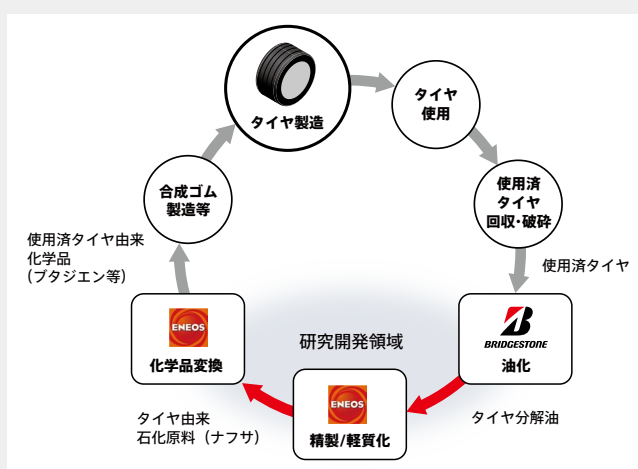 タイヤ製造
タイヤ
使用
使用済
タイヤ
回収・破砕
使用済タイヤ
BRIDGESTONE
油化
タイヤ分解油
研究開発領域
ENEOS
精製/軽質化
タイヤ由来
石化原料（ナフサ）
ENEOS
化学品変換
使用済タイヤ由来
化学品
(ブタジエン等)
合成ゴム
製造等